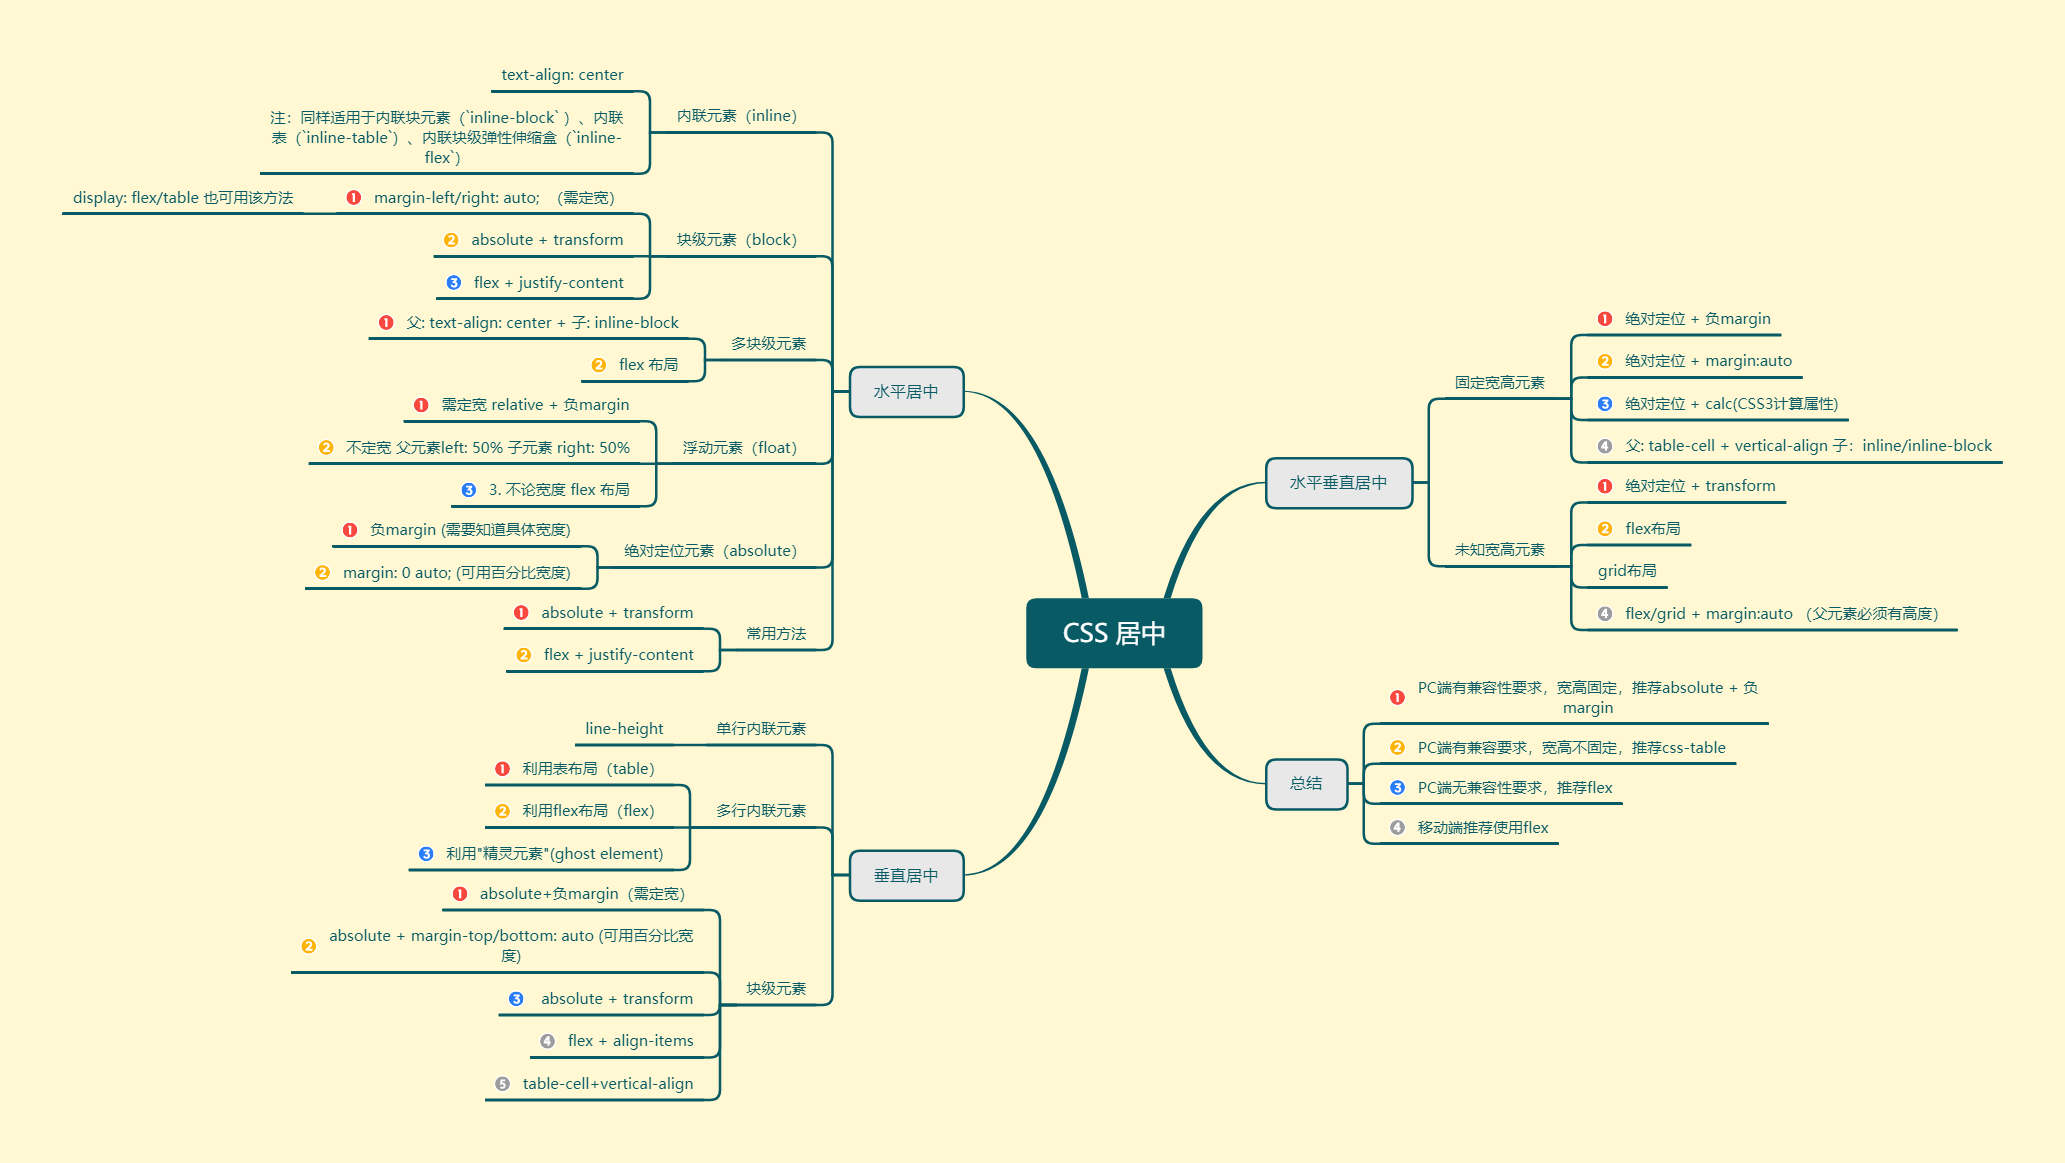 CSS 居中
水平居中
内联元素（inline）
text-align: center
注：同样适用于内联块元素（`inline-block` ）、内联
表（`inline-table`）、内联块级弹性伸缩盒（`inline-
flex`）
块级元素（block）
1 margin-left/right: auto; （需定宽）
display: flex/table 也可用该方法
2 absolute + transform
3 flex + justify-content
多块级元素
1 父: text-align: center + 子: inline-block
2 flex 布局
浮动元素（float）
1 需定宽 relative + 负margin
2 不定宽 父元素left: 50% 子元素 right: 50%
3 3. 不论宽度 flex 布局
绝对定位元素（absolute）
1 负margin (需要知道具体宽度)
2 margin: 0 auto; (可用百分比宽度)
常用方法
1 absolute + transform
2 flex + justify-content
垂直居中
单行内联元素
line-height
多行内联元素
1 利用表布局（table）
2 利用flex布局（flex）
3 利用"精灵元素"(ghost element)
块级元素
1 absolute+负margin（需定宽）
2 absolute + margin-top/bottom: auto (可用百分比宽
度)
3 absolute + transform
4 flex + align-items
5 table-cell+vertical-align
水平垂直居中
固定宽高元素
1 绝对定位 + 负margin
2 绝对定位 + margin:auto
3 绝对定位 + calc(CSS3计算属性)
4 父: table-cell + vertical-align 子：inline/inline-block
未知宽高元素
1 绝对定位 + transform
2 flex布局
grid布局
4 flex/grid + margin:auto （父元素必须有高度）
总结
1 PC端有兼容性要求，宽高固定，推荐absolute + 负
margin
2 PC端有兼容要求，宽高不固定，推荐css-table
3 PC端无兼容性要求，推荐flex
4 移动端推荐使用flex